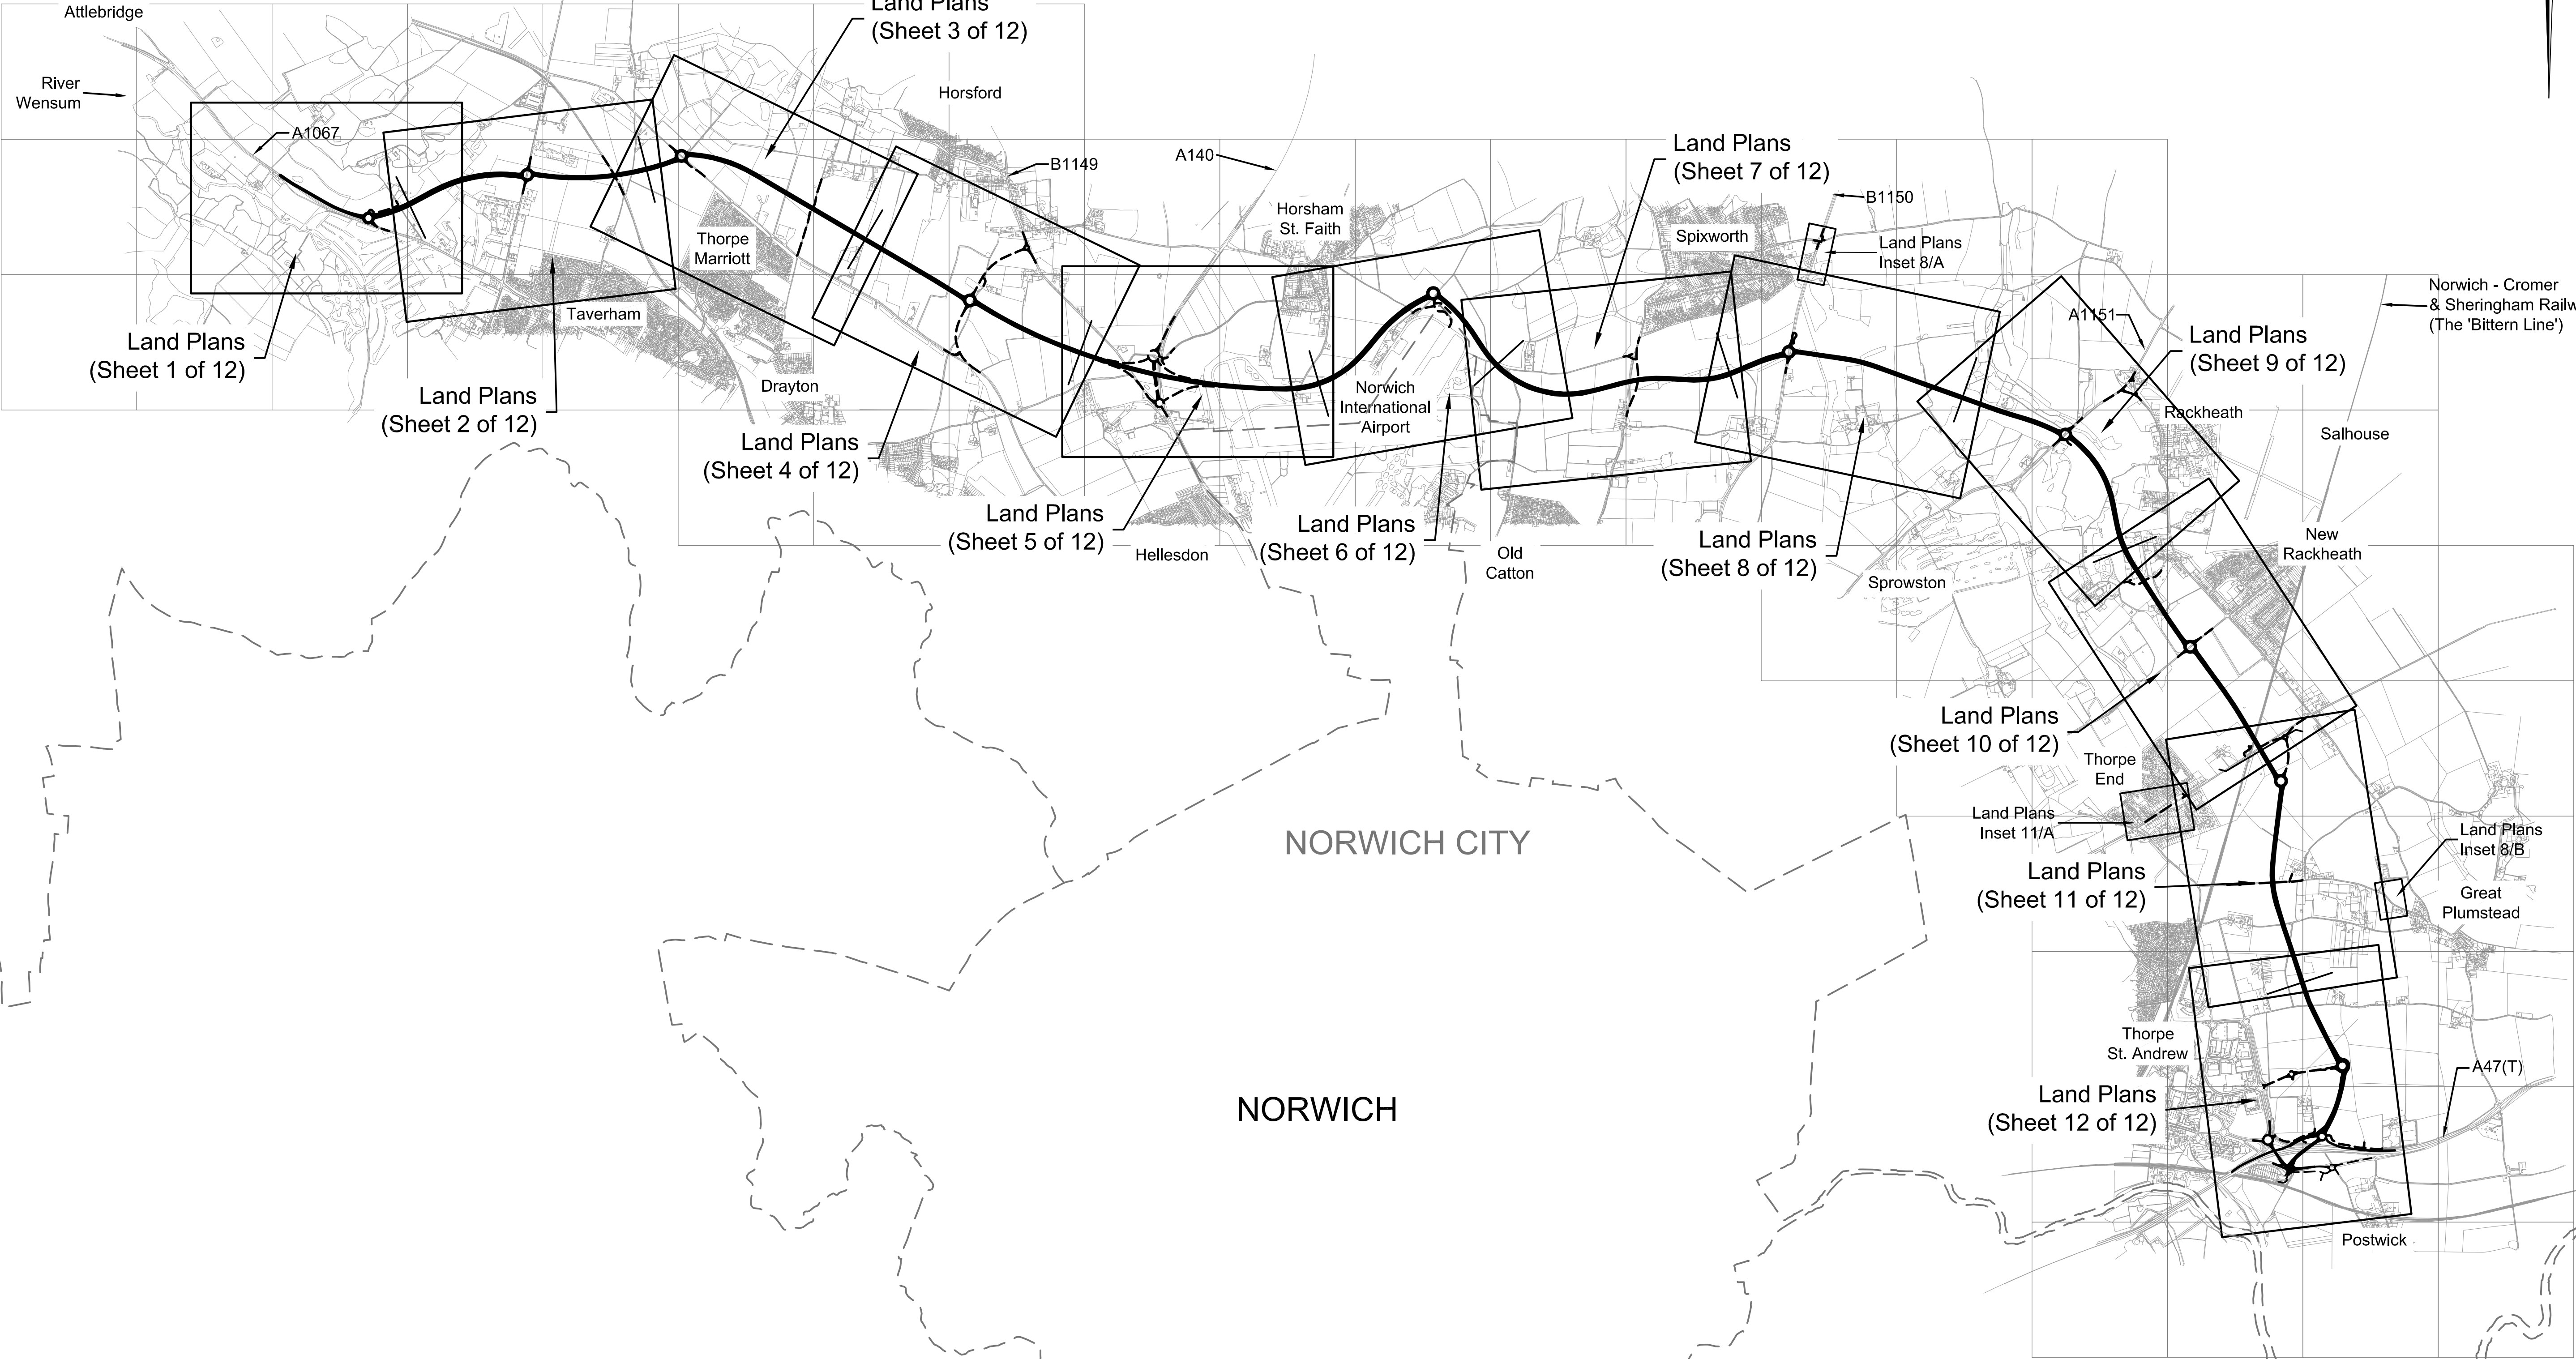 Attlebridge
Land Plans
(Sheet 3 of 12)
River
Wensum
Horsford
A1067
B1149
A140
Land Plans
(Sheet 7 of 12)
B1150
Horsham
St. Faith
Spixworth
Land Plans
Inset 8/A
Thorpe
Marriott
Norwich - Cromer
& Sheringham Railw
(The 'Bittern Line')
Taverham
A1151
Land Plans
(Sheet 9 of 12)
Land Plans
(Sheet 1 of 12)
Drayton
Norwich
International
Airport
Land Plans
(Sheet 2 of 12)
Rackheath
Salhouse
Land Plans
(Sheet 4 of 12)
Land Plans
(Sheet 5 of 12)
Hellesdon
Land Plans
(Sheet 6 of 12)
Old
Catton
Land Plans
(Sheet 8 of 12)
New
Rackheath
Sprowston
Land Plans
(Sheet 10 of 12)
Thorpe
End
Land Plans
Inset 11/A
NORWICH CITY
Land Plans
Inset 8/B
Land Plans
(Sheet 11 of 12)
Great
Plumstead
Thorpe
St. Andrew
A47(T)
Land Plans
(Sheet 12 of 12)
NORWICH
Postwick